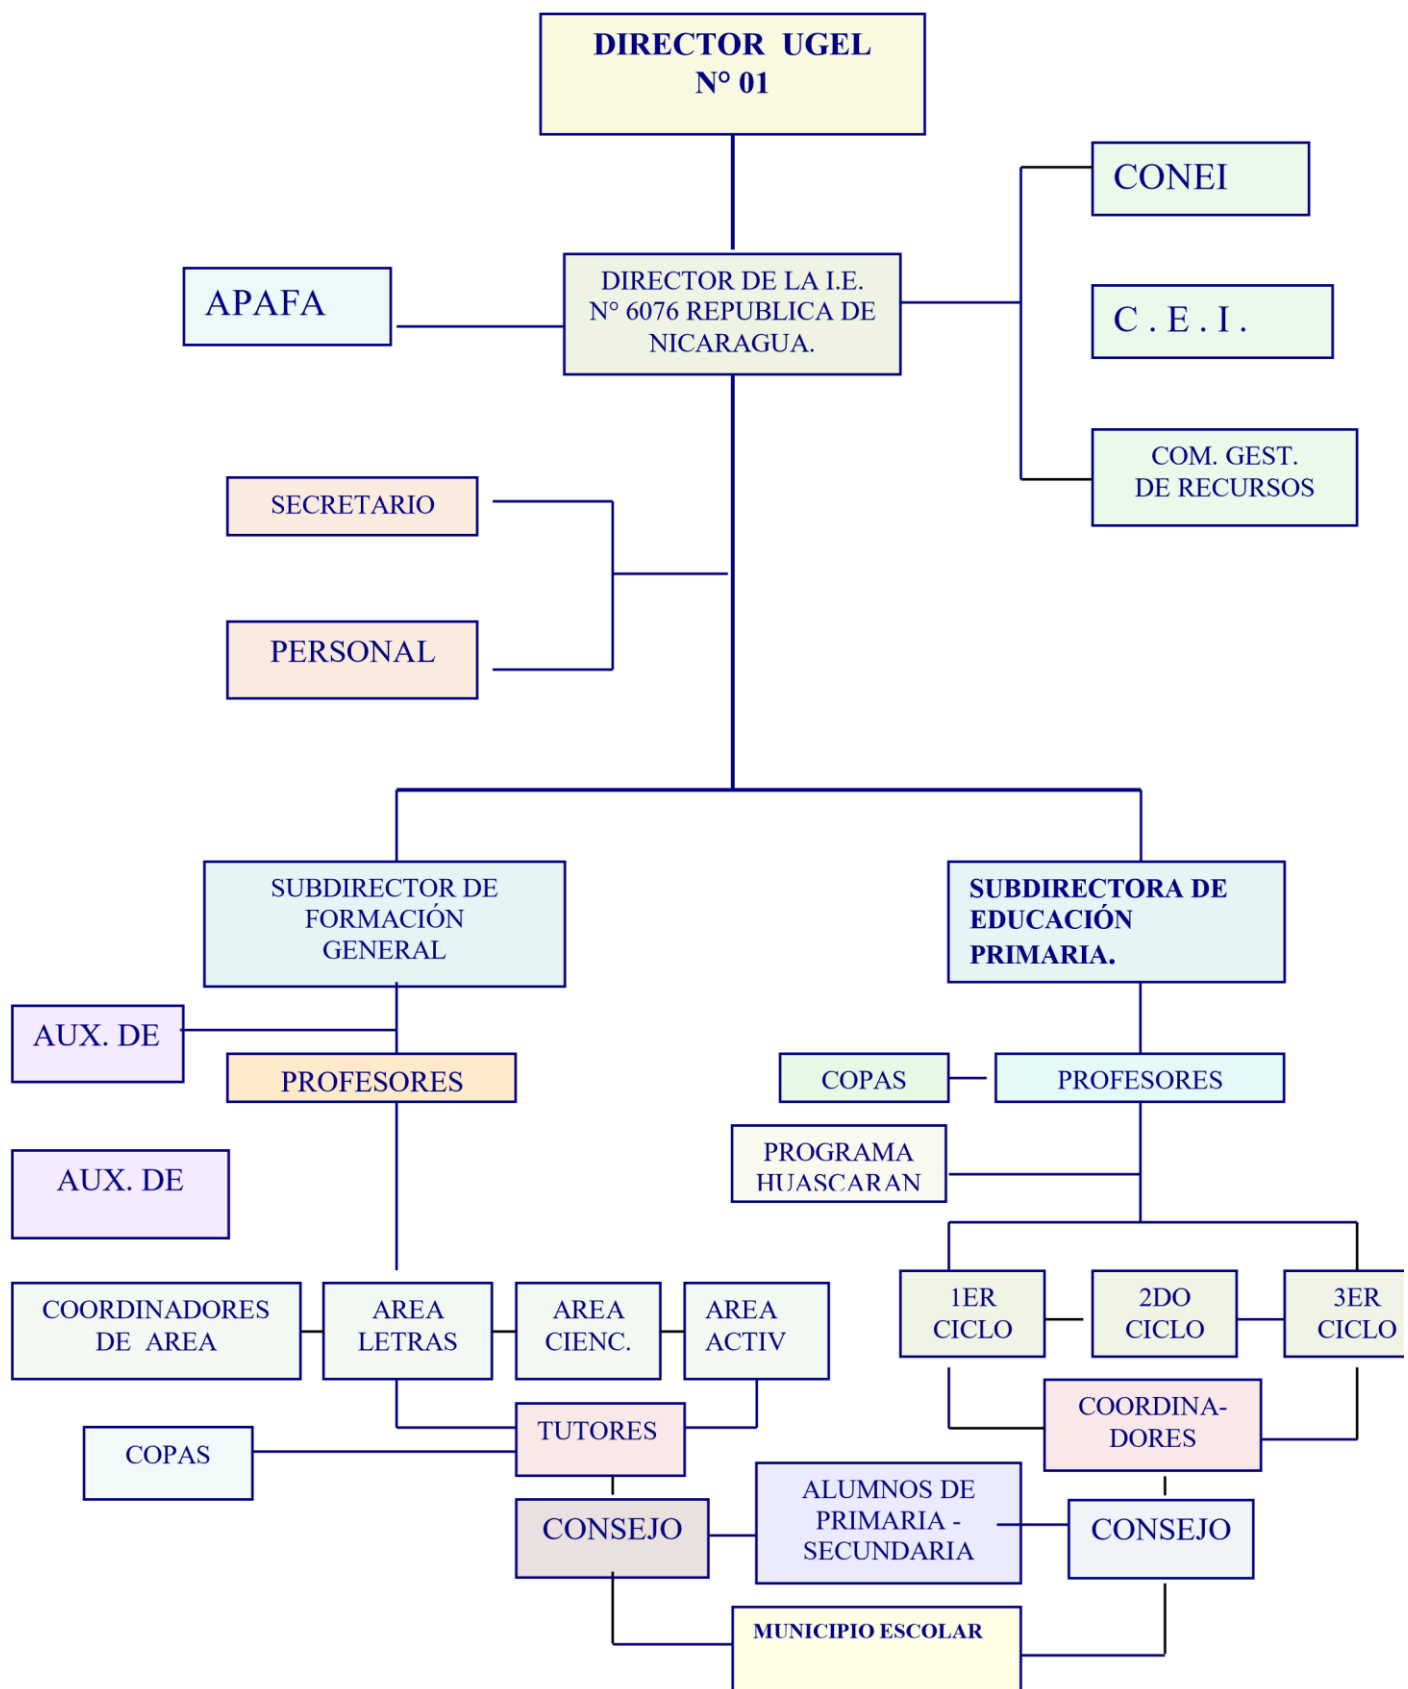 DIRECTOR UGEL
N° 01
CONEI
DIRECTOR DE LA I.E.
N° 6076 REPUBLICA DE
NICARAGUA.
APAFA
C . E . I .
COM. GEST.
DE RECURSOS
SECRETARIO
PERSONAL
SUBDIRECTOR DE
FORMACIÓN
GENERAL
SUBDIRECTORA DE
EDUCACIÓN
PRIMARIA.
AUX. DE
PROFESORES
COPAS
PROFESORES
AUX. DE
PROGRAMA
HUASCARAN
COORDINADORES
DE AREA
AREA
LETRAS
AREA
CIENC.
AREA
ACTIV
1ER
CICLO
2DO
CICLO
3ER
CICLO
COPAS
TUTORES
COORDINA-
DORES
CONSEJO
ALUMNOS DE
PRIMARIA -
SECUNDARIA
CONSEJO
MUNICIPIO ESCOLAR